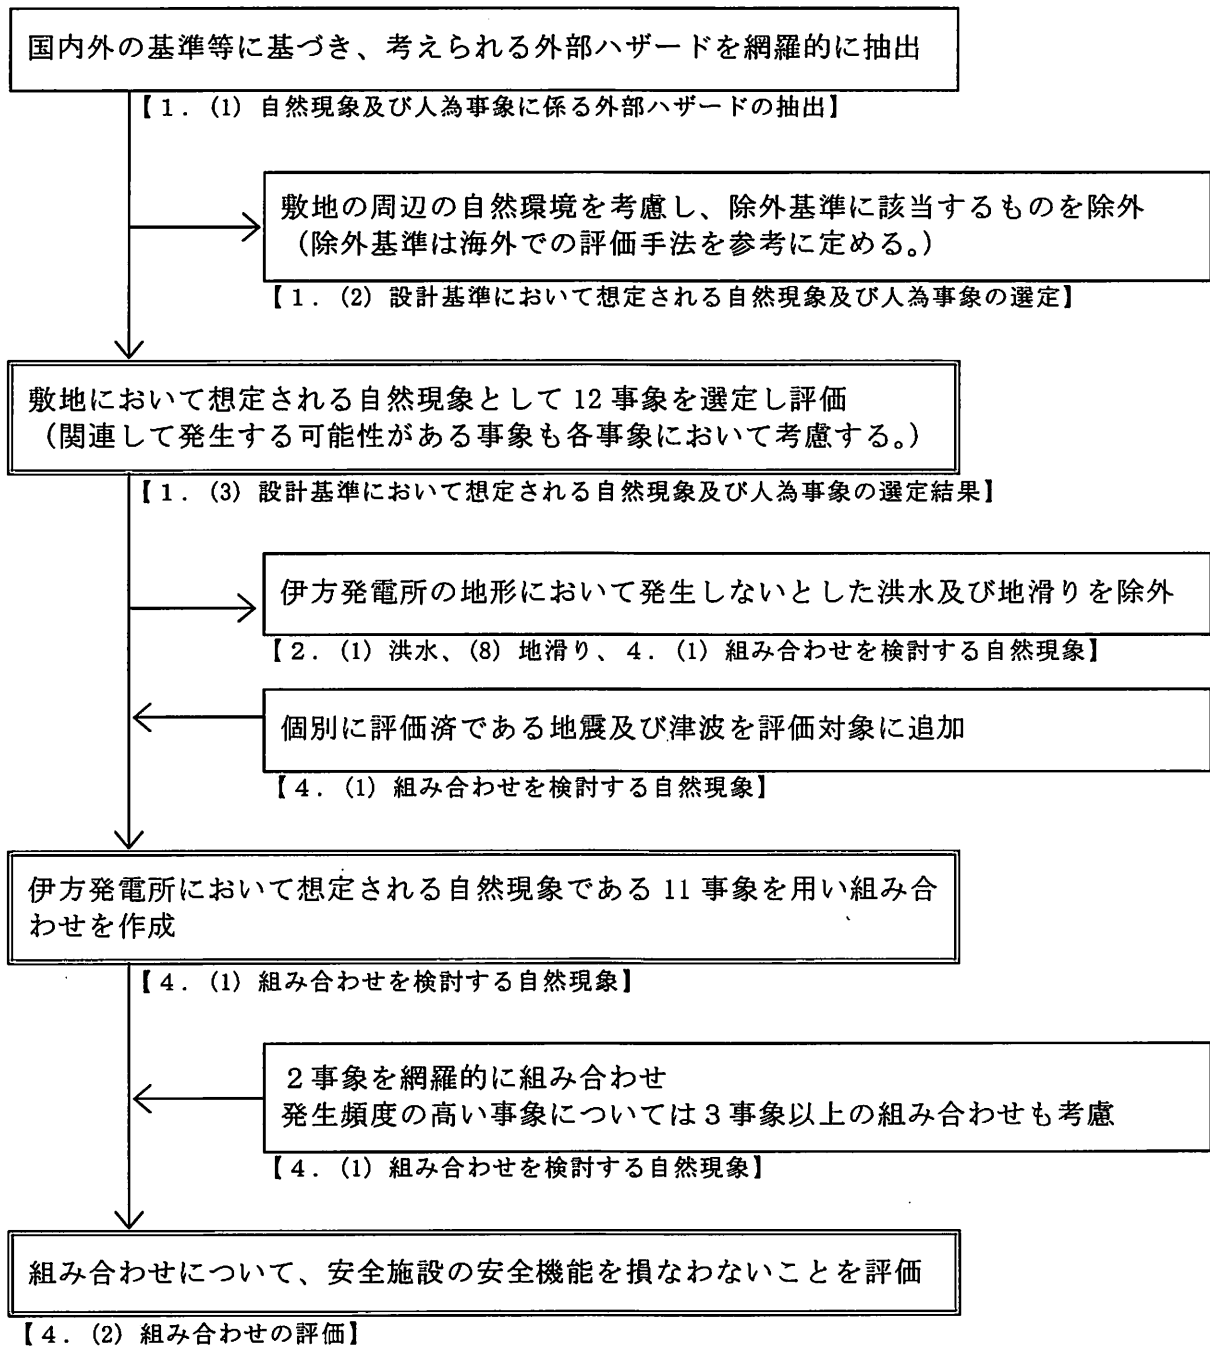 国内外の基準等に基づき、考えられる外部ハザードを網羅的に抽出
【１．(1) 自然現象及び人為事象に係る外部ハザードの抽出】
敷地の周辺の自然環境を考慮し、除外基準に該当するものを除外
（除外基準は海外での評価手法を参考に定める。）
【１．(2) 設計基準において想定される自然現象及び人為事象の選定】
敷地において想定される自然現象として 12 事象を選定し評価
（関連して発生する可能性がある事象も各事象において考慮する。）
【１．(3) 設計基準において想定される自然現象及び人為事象の選定結果】
伊方発電所の地形において発生しないとした洪水及び地滑りを除外
【２．(1) 洪水、(8) 地滑り、４．(1) 組み合わせを検討する自然現象】
個別に評価済である地震及び津波を評価対象に追加
【４．(1) 組み合わせを検討する自然現象】
伊方発電所において想定される自然現象である 11 事象を用い組み合
わせを作成
【４．(1) 組み合わせを検討する自然現象】
２事象を網羅的に組み合わせ
発生頻度の高い事象については３事象以上の組み合わせも考慮
【４．(1) 組み合わせを検討する自然現象】
組み合わせについて、安全施設の安全機能を損なわないことを評価
【４．(2) 組み合わせの評価】